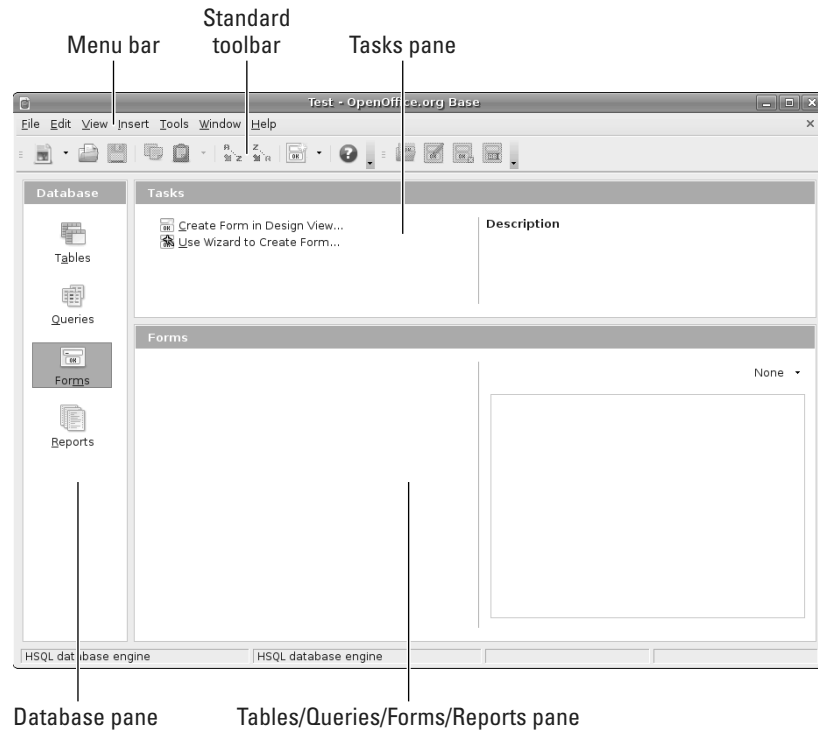 Standard
Menu bar toolbar Tasks pane
Test - OpenOffice.org Base
File Edit View Insert Tools Window Help
Database
Tables
Queries
Forms
Reports
Tasks
Create Form in Design View...
Use Wizard to Create Form...
Description
Forms
None
HSQL database engine HSQL database engine
Database pane Tables/Queries/Forms/Reports pane